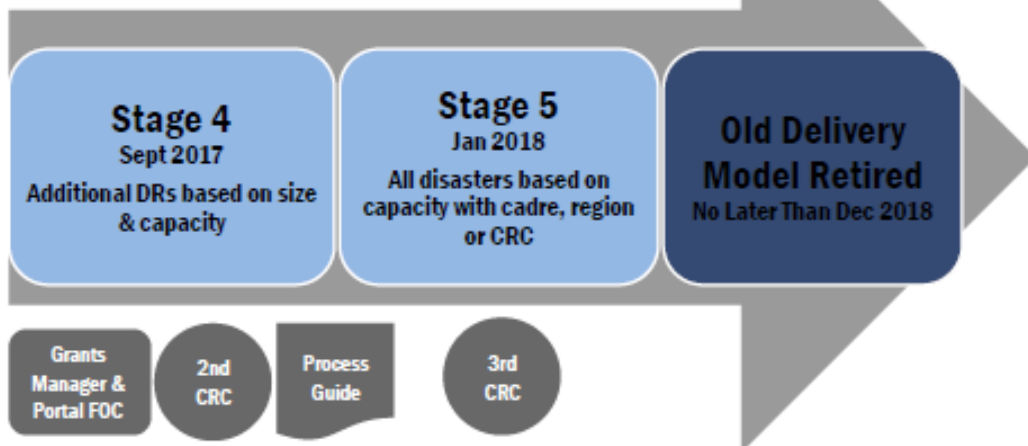 Stage 4
Sept 2017
Additional DRs based on size
& capacity
Stage 5
Jan 2018
All disasters based on
capacity with cadre, region
or CRC
Old Delivery
Model Retired
No Later Than Dec 2018
Grants
Manager &
Portal FOC
2nd
CRC
Process
Guide
3rd
CRC